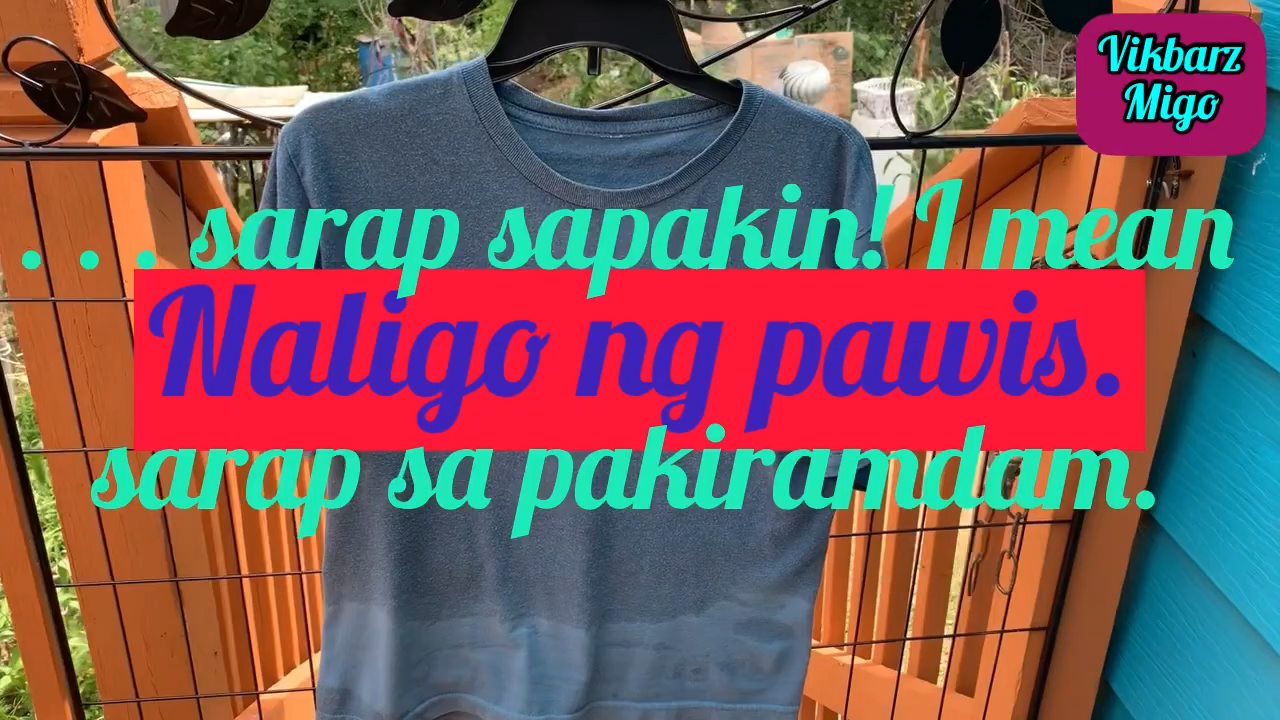 Vikbarz
Migo
. . . sarap sapakin! I mean
Naligo ng pawis.
sarap sa pakiramdam.